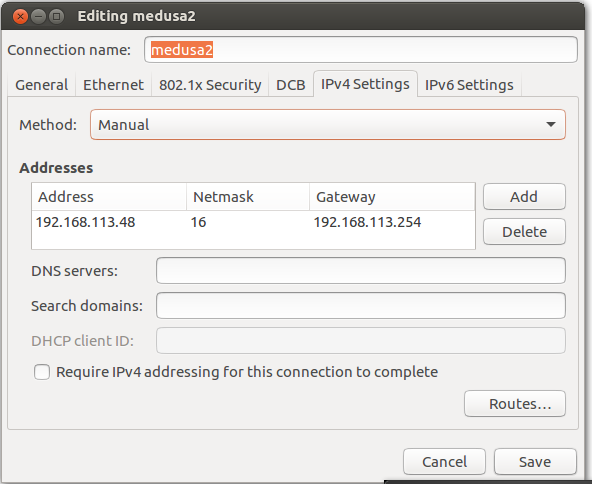 Editing medusa2
Connection name: medusa2
General Ethernet 802.1x Security DCB IPv4 Settings IPv6 Settings
Method: Manual
Addresses
Address Netmask Gateway
192.168.113.48 16 192.168.113.254
Add
Delete
DNS servers:
Search domains:
DHCP client ID:
Require IPv4 addressing for this connection to complete
Routes...
Cancel Save